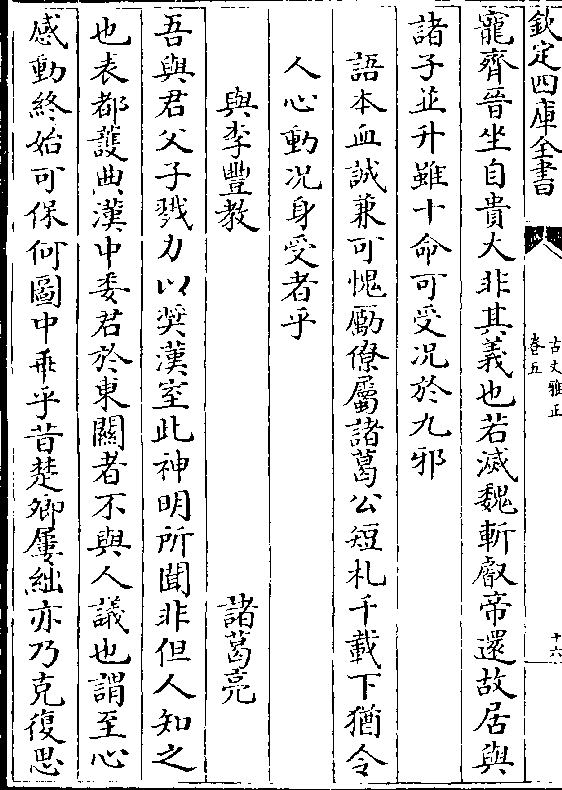 欽定四庫全書
古文雅正
卷五
十六
寵齊晉坐自貴大非其義也若滅魏斬叡帝還故居與
諸子並升雖十命可受况於九邪
語本血誠兼可愧勵僚屬諸葛公短札千載下猶令
人心動况身受者乎
與李豐教 諸葛亮
吾與君父子戮力以奨漢室此神明所聞非但人知之
也表都䕶典漢中委君於東關者不與人議也謂至心
感動終始可保何圖中乖乎昔楚卿屢絀亦乃克復思